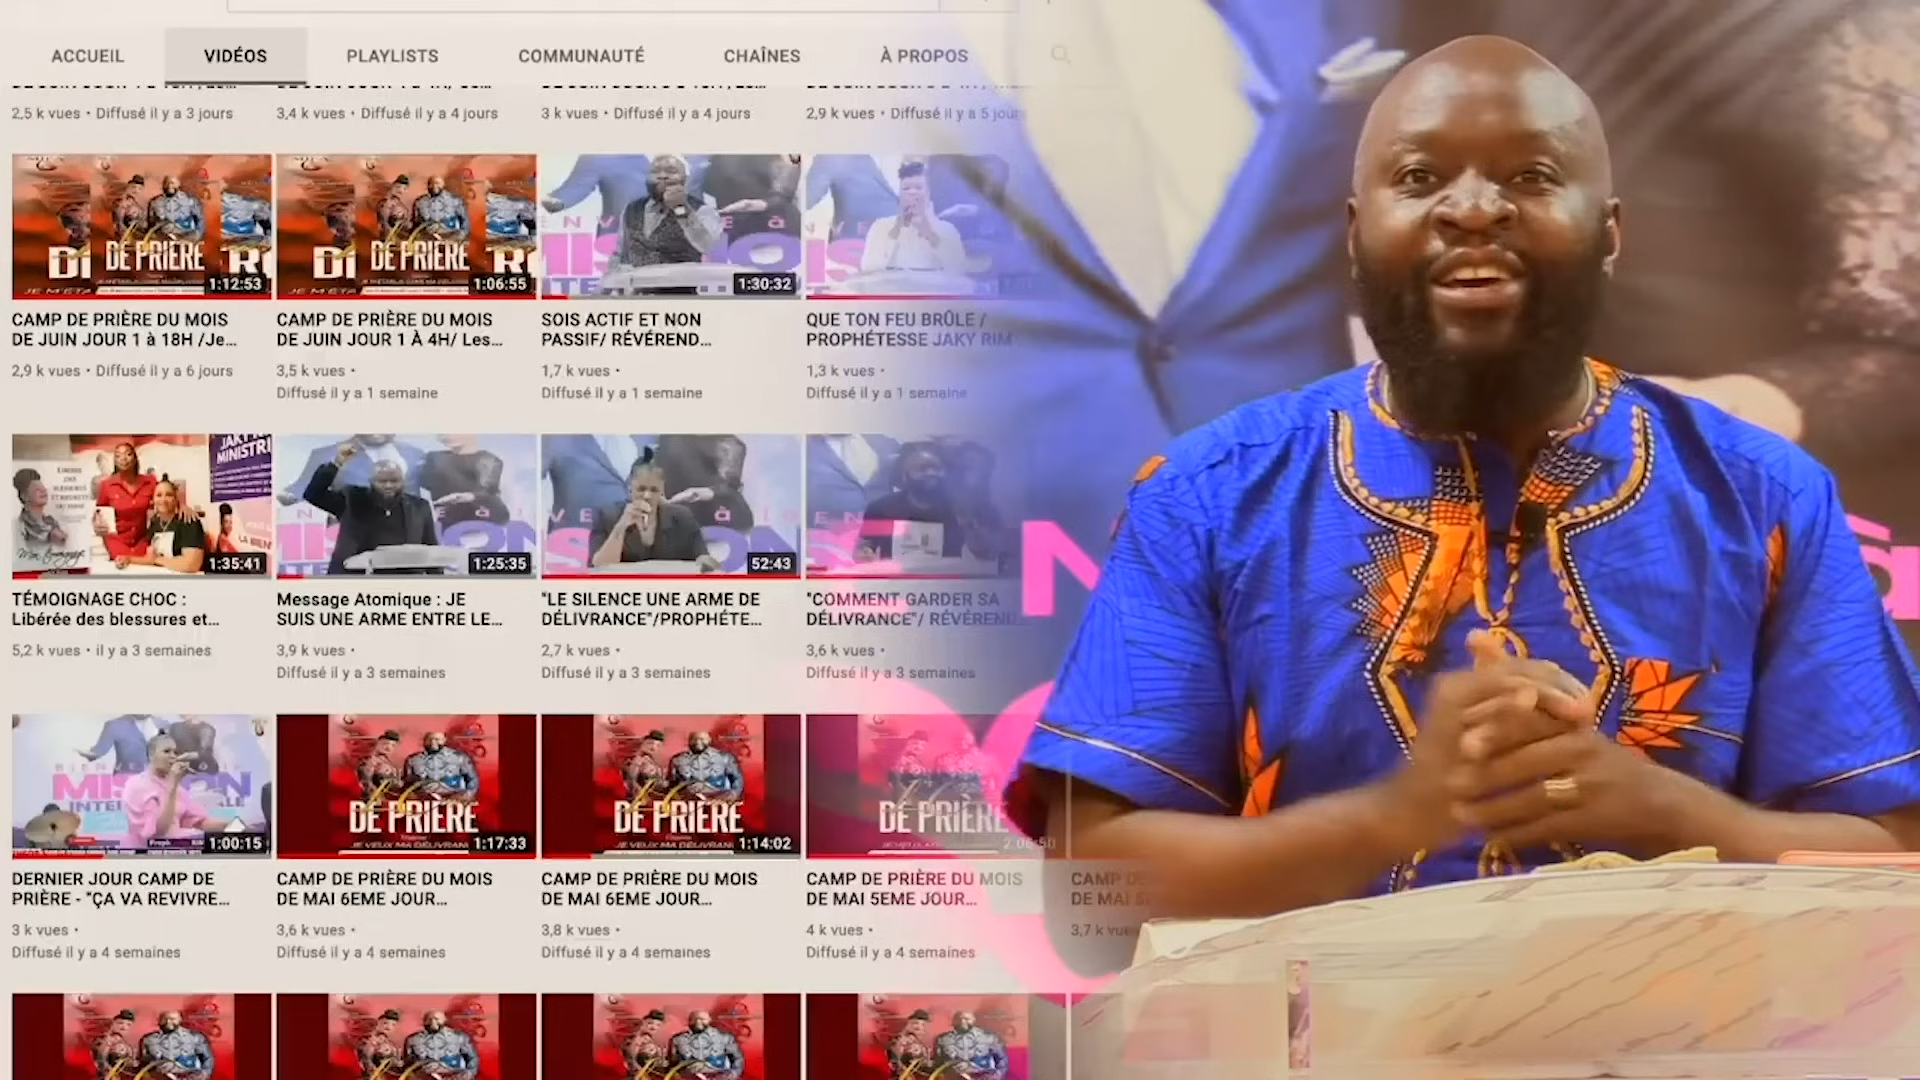 ACCUEIL
VIDÉOS
PLAYLISTS
COMMUNAUTÉ
CHAÎNES
À PROPOS
2,5 k vues • Diffusé il y a 3 jours
3,4 k vues • Diffusé il y a 4 jours
3 k vues • Diffusé il y a 4 jours
2,9 k vues • Diffusé il y a 5 jours
DE PRIÈRE
1:12:53
DE PRIÈRE
1:06:55
1:30:32
CAMP DE PRIÈRE DU MOIS
DE JUIN JOUR 1 à 18H /Je...
2,9 k vues • Diffusé il y a 6 jours
CAMP DE PRIÈRE DU MOIS
DE JUIN JOUR 1 À 4H/ Les...
3,5 k vues •
Diffusé il y a 1 semaine
SOIS ACTIF ET NON
PASSIF/ RÉVÉREND...
1,7 k vues •
Diffusé il y a 1 semaine
QUE TON FEU BRÛLE /
PROPHÉTESSE JAKY RIM
1,3 k vues •
Diffusé il y a 1 semaine
1:35:41
1:25:35
52:43
TÉMOIGNAGE CHOC :
Libérée des blessures et...
5,2 k vues • il y a 3 semaines
Message Atomique : JE
SUIS UNE ARME ENTRE LE...
3,9 k vues •
Diffusé il y a 3 semaines
"LE SILENCE UNE ARME DE
DÉLIVRANCE"/PROPHÉTE...
2,7 k vues •
Diffusé il y a 3 semaines
"COMMENT GARDER SA
DÉLIVRANCE"/ RÉVÉREND
3,6 k vues •
Diffusé il y a 3 semaines
1:00:15
DE PRIÈRE
1:17:33
DE PRIÈRE
1:14:02
DE PRIÈRE
2:06:50
DERNIER JOUR CAMP DE
PRIÈRE - "ÇA VA REVIVRE...
3 k vues •
Diffusé il y a 4 semaines
CAMP DE PRIÈRE DU MOIS
DE MAI 6EME JOUR...
3,6 k vues •
Diffusé il y a 4 semaines
CAMP DE PRIÈRE DU MOIS
DE MAI 6EME JOUR...
3,8 k vues •
Diffusé il y a 4 semaines
CAMP DE PRIÈRE DU MOIS
DE MAI 5EME JOUR...
4 k vues •
Diffusé il y a 4 semaines
CAMP DE
DE MAI
3,7 k vues